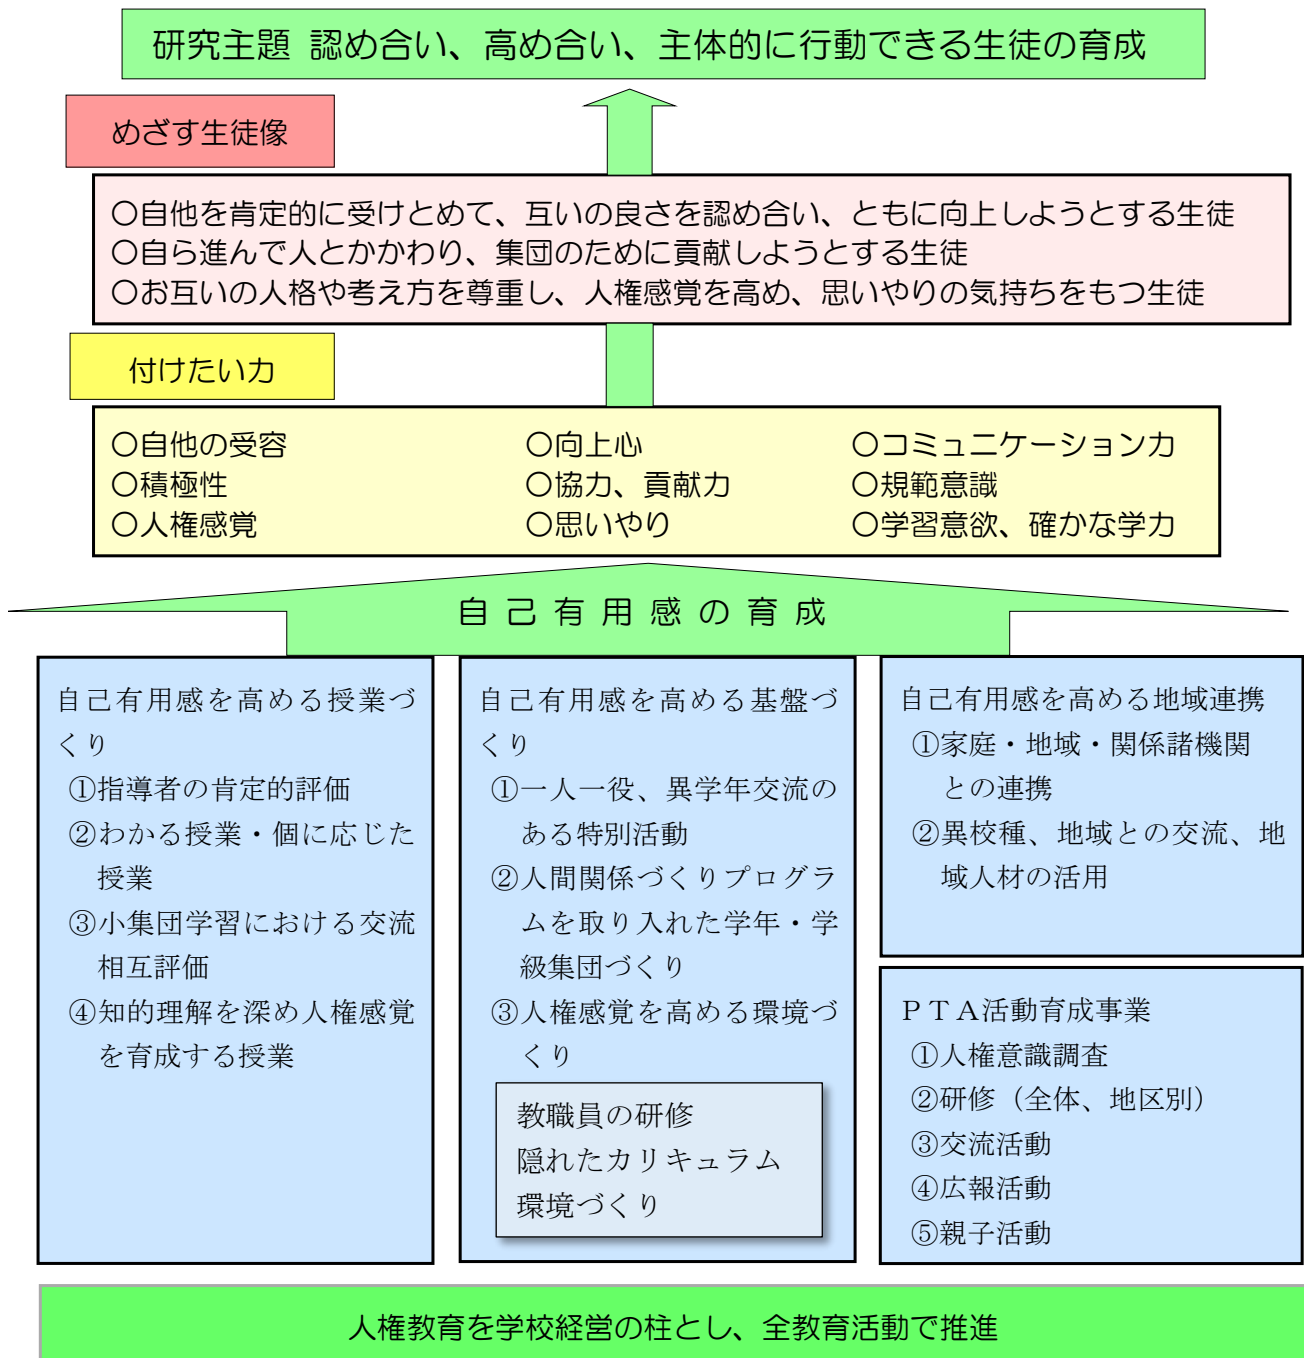 研究主題 認め合い、高め合い、主体的に行動できる生徒の育成
めざす生徒像
○自他を肯定的に受けとめて、互いの良さを認め合い、ともに向上しようとする生徒
○自ら進んで人とかかわり、集団のために貢献しようとする生徒
○お互いの人格や考え方を尊重し、人権感覚を高め、思いやりの気持ちをもつ生徒
付けたい力
○自他の受容 ○向上心 ○コミュニケーション力
○積極性 ○協力、貢献力 ○規範意識
○人権感覚 ○思いやり ○学習意欲、確かな学力
自己有用感の育成
自己有用感を高める授業づ
くり
①指導者の肯定的評価
②わかる授業・個に応じた
授業
③小集団学習における交流
相互評価
④知的理解を深め人権感覚
を育成する授業
自己有用感を高める基盤づ
くり
①一人一役、異学年交流の
ある特別活動
②人間関係づくりプログラ
ムを取り入れた学年・学
級集団づくり
③人権感覚を高める環境づ
くり
教職員の研修
隠れたカリキュラム
環境づくり
自己有用感を高める地域連携
①家庭・地域・関係諸機関
との連携
②異校種、地域との交流、地
域人材の活用
ＰＴＡ活動育成事業
①人権意識調査
②研修（全体、地区別）
③交流活動
④広報活動
⑤親子活動
人権教育を学校経営の柱とし、全教育活動で推進